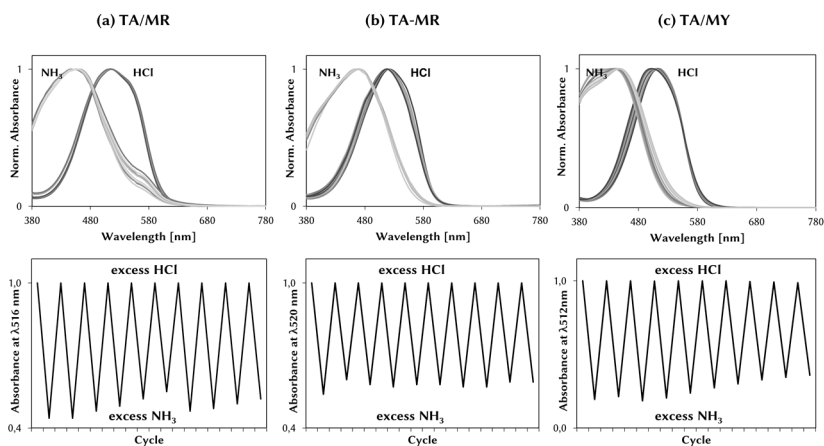 (a) TA/MR
(b) TA-MR
(c) TA/MY
Norm. Absorbance
1
0
NH3
HCl
380 480 580 680 780
Wavelength [nm]
Norm. Absorbance
1
0
NH3
HCl
380 480 580 680 780
Wavelength [nm]
Norm. Absorbance
1
0
NH3
HCl
380 480 580 680 780
Wavelength [nm]
Absorbance at λ516 nm
1,0
0,4
excess HCl
excess NH3
Cycle
Absorbance at λ520 nm
1,0
0,4
excess HCl
excess NH3
Cycle
Absorbance at λ512nm
1,0
0,0
excess HCl
excess NH3
Cycle